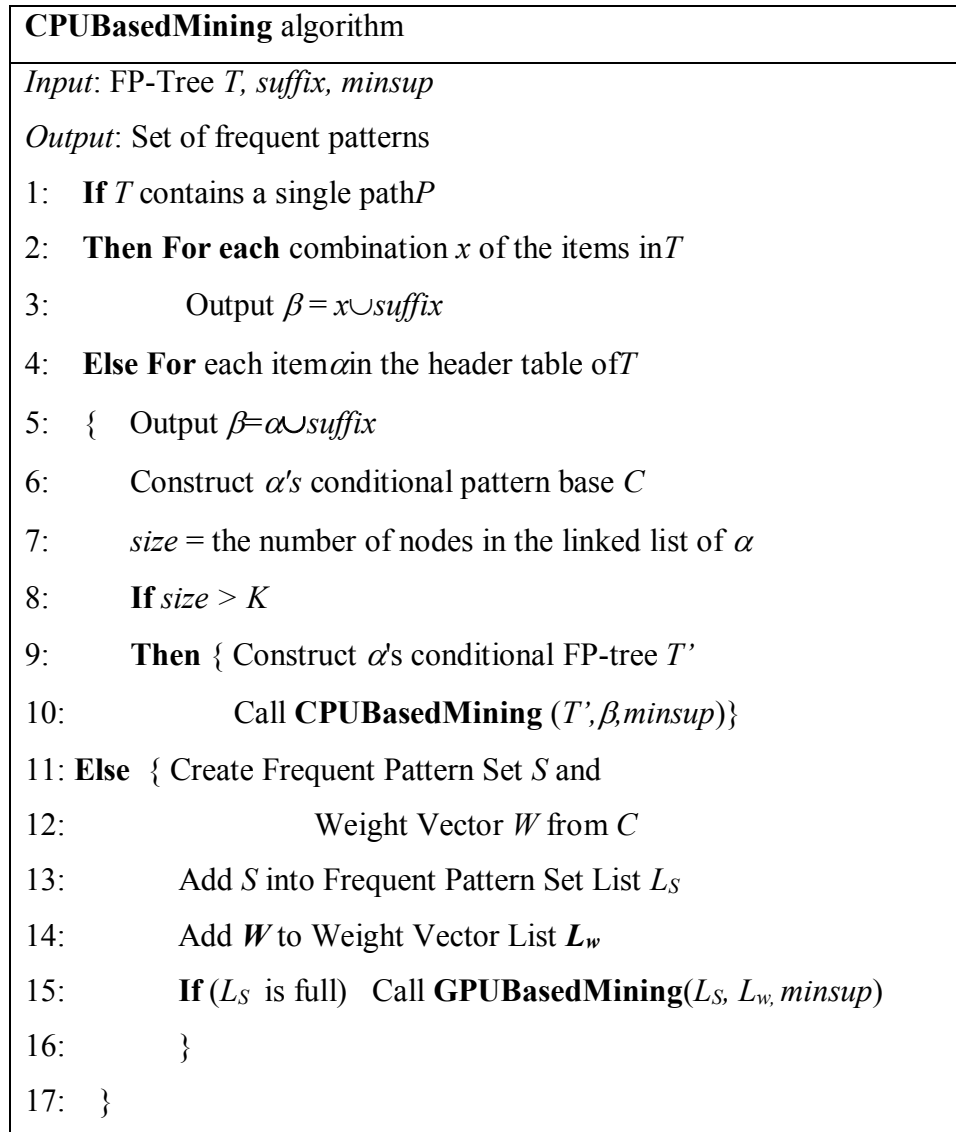 CPUBasedMining algorithm
Input: FP-Tree T, suffix, minsup
Output: Set of frequent patterns
1: If T contains a single pathP
2: Then For each combination x of the items inT
3: Output β = x∪suffix
4: Else For each itemαin the header table ofT
5: { Output β=α∪suffix
6: Construct α's conditional pattern base C
7: size = the number of nodes in the linked list of α
8: If size > K
9: Then { Construct α's conditional FP-tree T’
10: Call CPUBasedMining (T’,β,minsup)}
11: Else { Create Frequent Pattern Set S and
12: Weight Vector W from C
13: Add S into Frequent Pattern Set List LS
14: Add W to Weight Vector List Lw
15: If (LS is full) Call GPUBasedMining(LS, Lw, minsup)
16: }
17: }